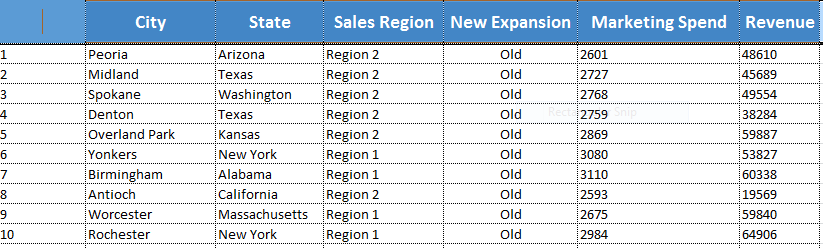 City State Sales Region New Expansion Marketing Spend Revenue
1 Peoria Arizona Region 2 Old 2601 48610
2 Midland Texas Region 2 Old 2727 45689
3 Spokane Washington Region 2 Old 2768 49554
4 Denton Texas Region 2 Old 2759 38284
5 Overland Park Kansas Region 2 Old 2869 59887
6 Yonkers New York Region 1 Old 3080 53827
7 Birmingham Alabama Region 1 Old 3110 60338
8 Antioch California Region 2 Old 2593 19569
9 Worcester Massachusetts Region 1 Old 2675 59840
10 Rochester New York Region 1 Old 2984 64906